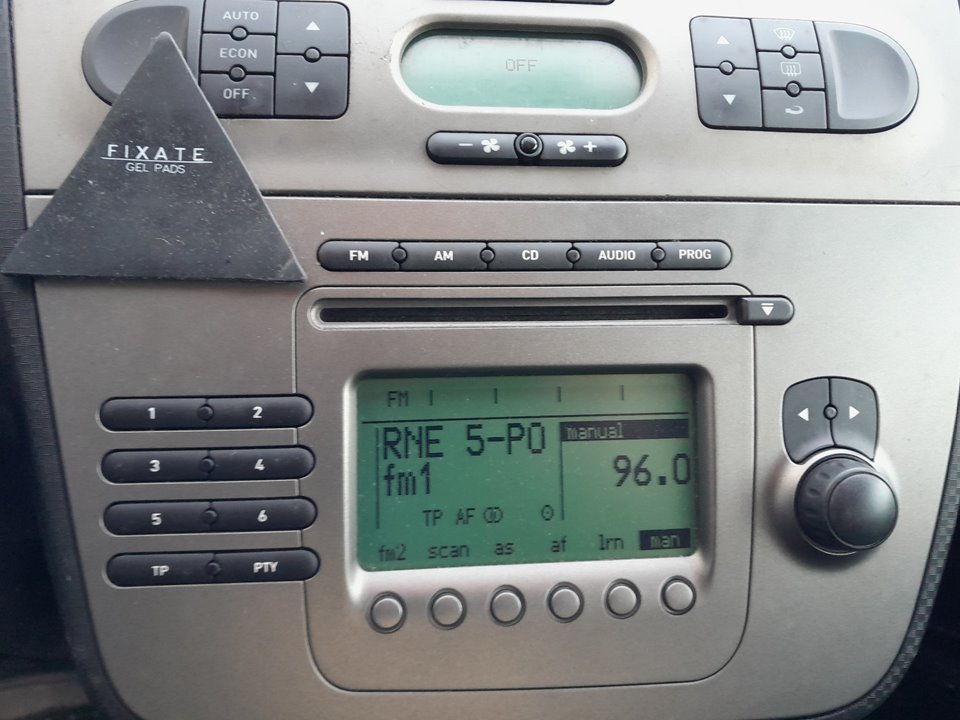 AUTO
ECON
OFF
OFF
FIXATE
GEL PADS
- +
FM AM CD AUDIO PROG
1 2
3 4
5 6
TP PTY
FM
RNE 5-PO manual
fm1 96.0
TP AF
fm2 scan as af lrn man